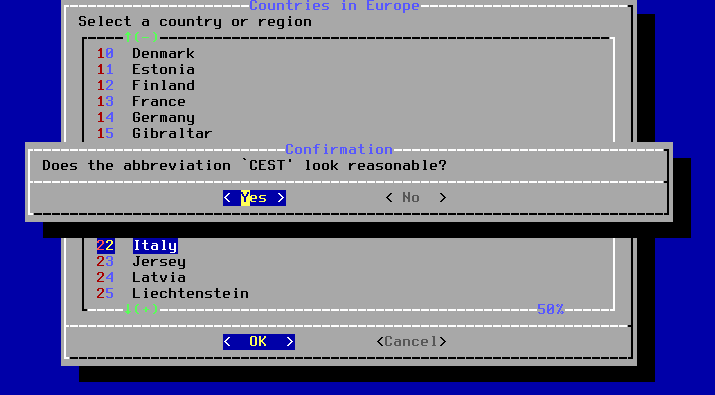 Countries in Europe
Select a country or region
↑(-)
10 Denmark
11 Estonia
12 Finland
13 France
14 Germany
15 Gibraltar
Confirmation
Does the abbreviation `CEST' look reasonable?
< Yes > < No >
22 Italy
23 Jersey
24 Latvia
25 Liechtenstein
↓(+) 50%
< OK > <Cancel>